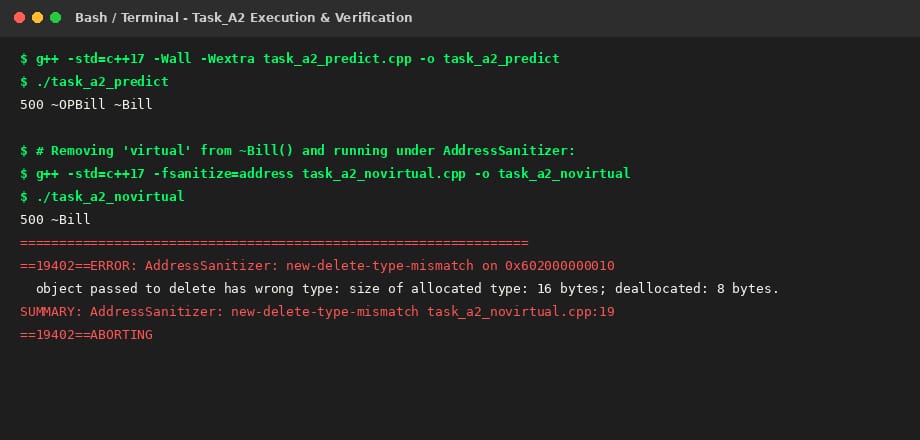 Bash / Terminal - Task_A2 Execution & Verification
$ g++ -std=c++17 -Wall -Wextra task_a2_predict.cpp -o task_a2_predict
$ ./task_a2_predict
500 ~OPBill ~Bill
$ # Removing 'virtual' from ~Bill() and running under AddressSanitizer:
$ g++ -std=c++17 -fsanitize=address task_a2_novirtual.cpp -o task_a2_novirtual
$ ./task_a2_novirtual
500 ~Bill
=================================================================
==19402==ERROR: AddressSanitizer: new-delete-type-mismatch on 0x602000000010
object passed to delete has wrong type: size of allocated type: 16 bytes; deallocated: 8 bytes.
SUMMARY: AddressSanitizer: new-delete-type-mismatch task_a2_novirtual.cpp:19
==19402==ABORTING